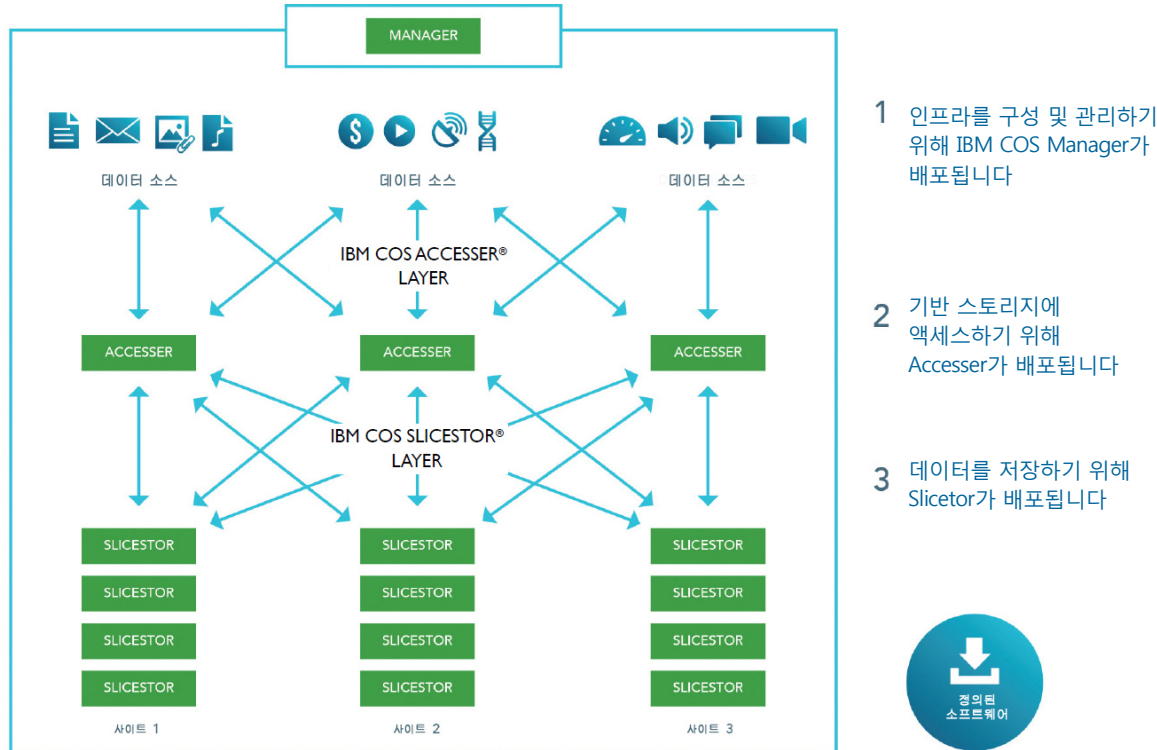 MANAGER
데이터 소스
데이터 소스
데이터 소스
IBM COS ACCESSER®
LAYER
ACCESSER
ACCESSER
ACCESSER
IBM COS SLICESTOR®
LAYER
SLICESTOR
SLICESTOR
SLICESTOR
SLICESTOR
SLICESTOR
SLICESTOR
SLICESTOR
SLICESTOR
SLICESTOR
SLICESTOR
SLICESTOR
SLICESTOR
사이트 1
사이트 2
사이트 3
1
인프라를 구성 및 관리하기
위해 IBM COS Manager가
배포됩니다
2
기반 스토리지에
액세스하기 위해
Accesser가 배포됩니다
3
데이터를 저장하기 위해
Slicetor가 배포됩니다
정의된
소프트웨어